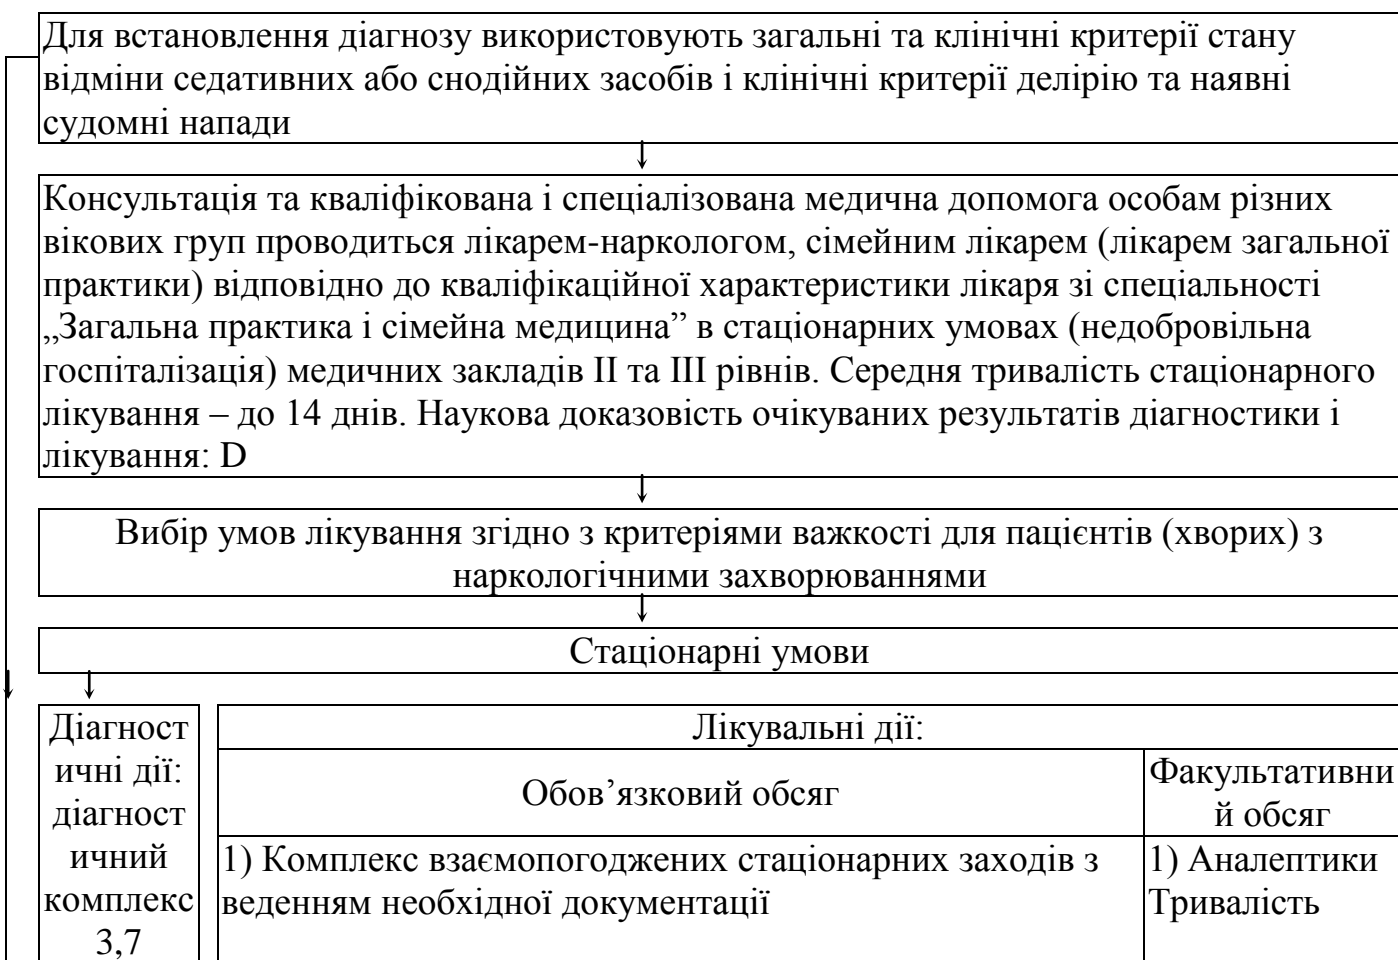 Для встановлення діагнозу використовують загальні та клінічні критерії стану
відміни седативних або снодійних засобів і клінічні критерії делірію та наявні
судомні напади
Консультація та кваліфікована і спеціалізована медична допомога особам різних
вікових груп проводиться лікарем-наркологом, сімейним лікарем (лікарем загальної
практики) відповідно до кваліфікаційної характеристики лікаря зі спеціальності
„Загальна практика і сімейна медицина” в стаціонарних умовах (недобровільна
госпіталізація) медичних закладів ІІ та ІІІ рівнів. Середня тривалість стаціонарного
лікування – до 14 днів. Наукова доказовість очікуваних результатів діагностики і
лікування: D
Вибір умов лікування згідно з критеріями важкості для пацієнтів (хворих) з
наркологічними захворюваннями
Стаціонарні умови
Діагност
ичні дії:
діагност
ичний
комплекс
3,7
Лікувальні дії:
Обов’язковий обсяг
Факультативни
й обсяг
1) Комплекс взаємопогоджених стаціонарних заходів з
веденням необхідної документації
1) Аналептики
Тривалість